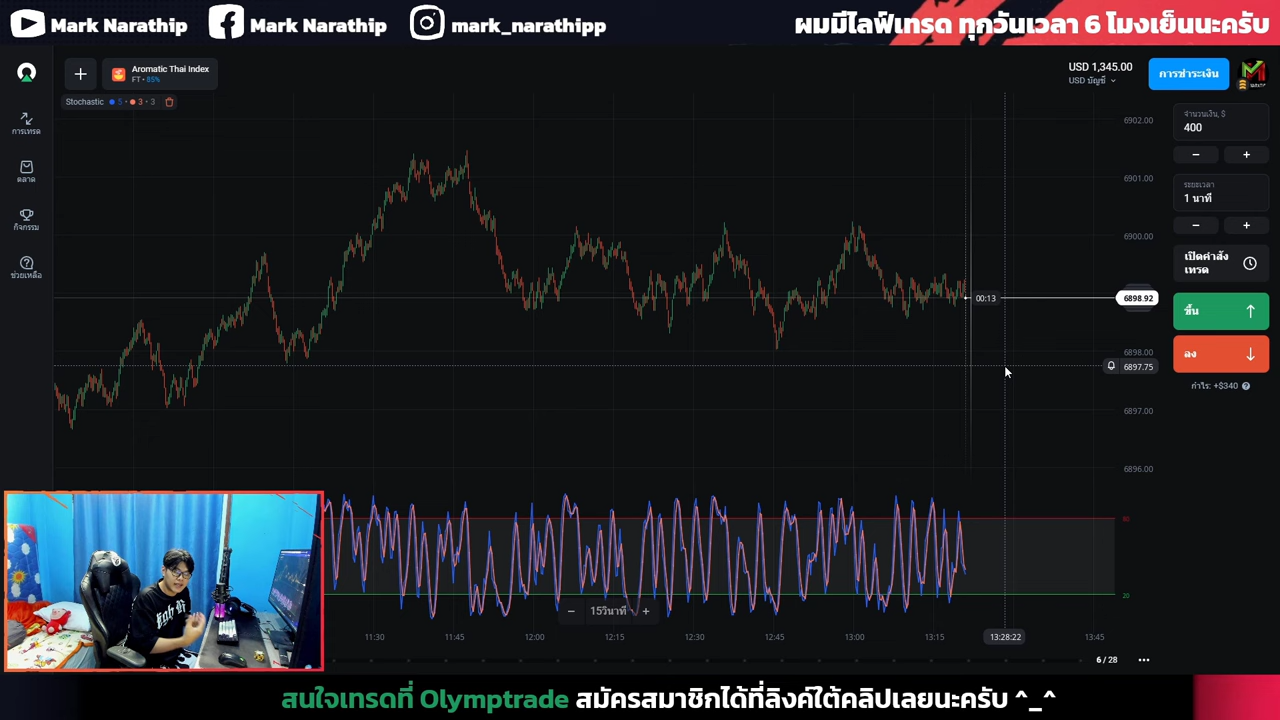 Mark Narathip
Mark Narathip
mark_narathipp
ผมมีไลฟ์เทรด ทุกวันเวลา 6 โมงเย็นนะครับ
Aromatic Thai Index
FT • 85%
USD 1,345.00
USD บัญชี
การชำระเงิน
Stochastic 5 • 3 • 3
การเทรด
ตลาด
กิจกรรม
ช่วยเหลือ
6902.00
6901.00
6900.00
6898.92
6898.00
6897.75
6897.00
6896.00
00:13
จำนวนเงิน, $
400
− +
ระยะเวลา
1 นาที
− +
เปิดคำสั่ง
เทรด
ขึ้น
ลง
กำไร: +$340
80
20
− 15วินาที +
11:30 11:45 12:00 12:15 12:30 12:45 13:00 13:15 13:28:22 13:45
6 / 28
สนใจเทรดที่ Olymptrade สมัครสมาชิกได้ที่ลิงค์ใต้คลิปเลยนะครับ ^_^